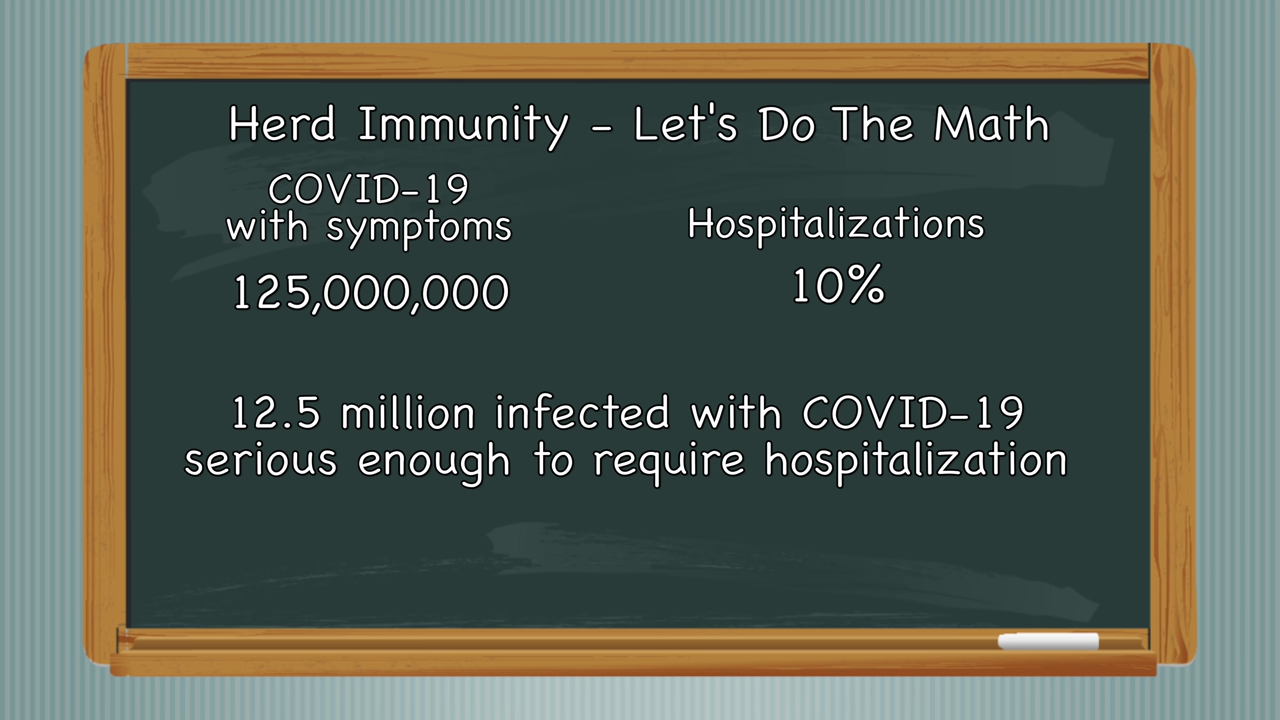 Herd Immunity - Let's Do The Math
COVID-19
with symptoms
125,000,000
Hospitalizations
10%
12.5 million infected with COVID-19
serious enough to require hospitalization